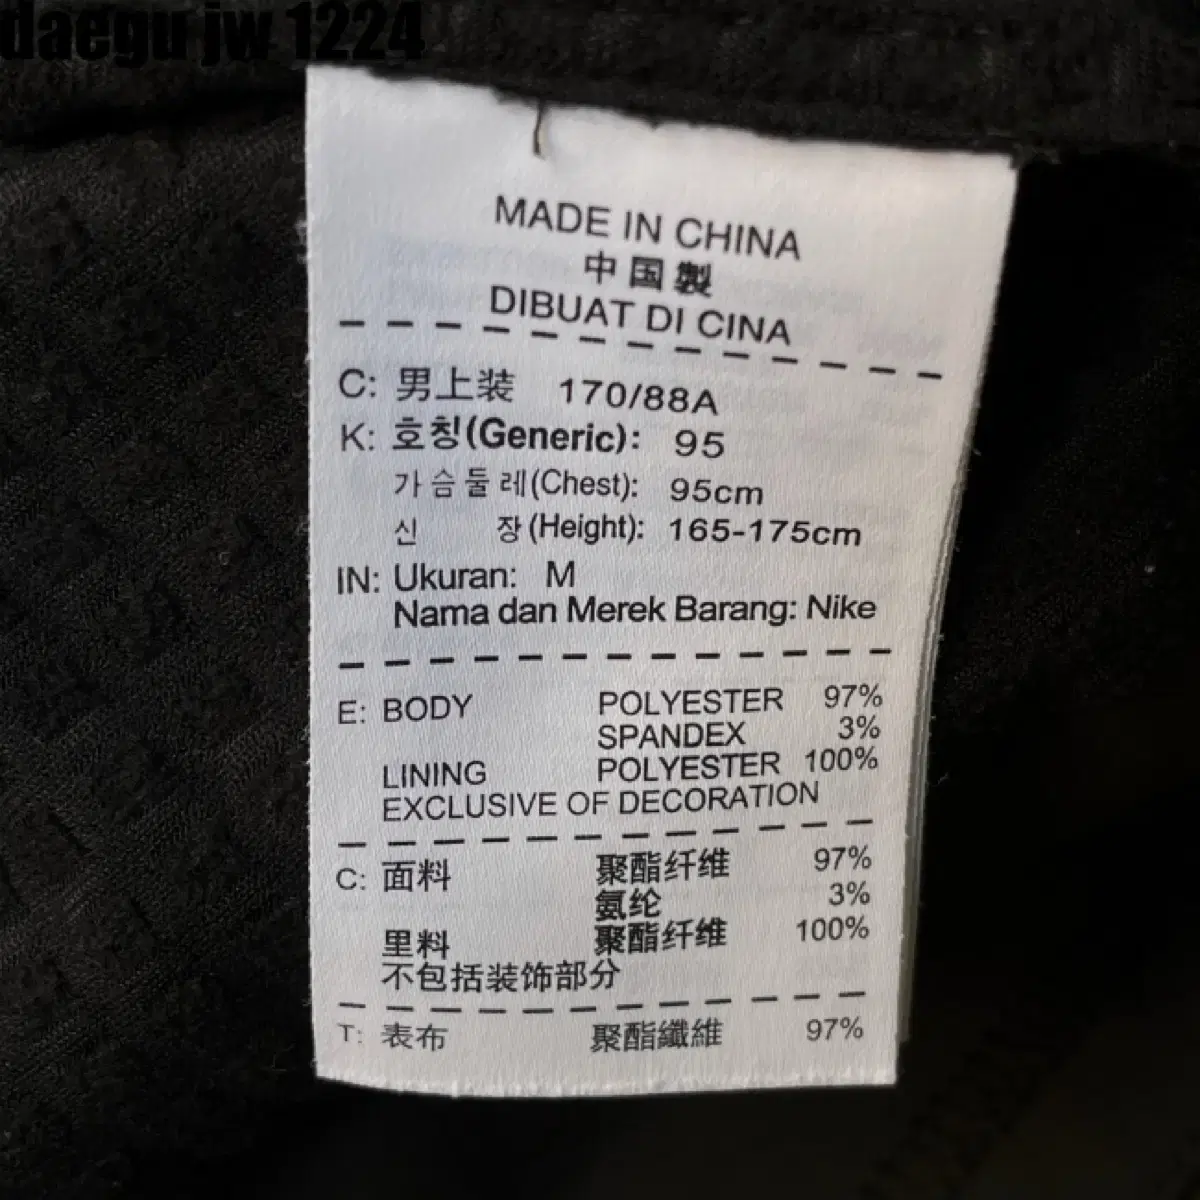 daegu jw 1224
MADE IN CHINA
中国製
DIBUAT DI CINA
C: 男上装 170/88A
K: 호칭(Generic): 95
가슴둘레(Chest): 95cm
신 장(Height): 165-175cm
IN: Ukuran: M
Nama dan Merek Barang: Nike
E: BODY POLYESTER 97%
SPANDEX 3%
LINING POLYESTER 100%
EXCLUSIVE OF DECORATION
C: 面料 聚酯纤维 97%
氨纶 3%
里料 聚酯纤维 100%
不包括装饰部分
T: 表布 聚酯纖維 97%